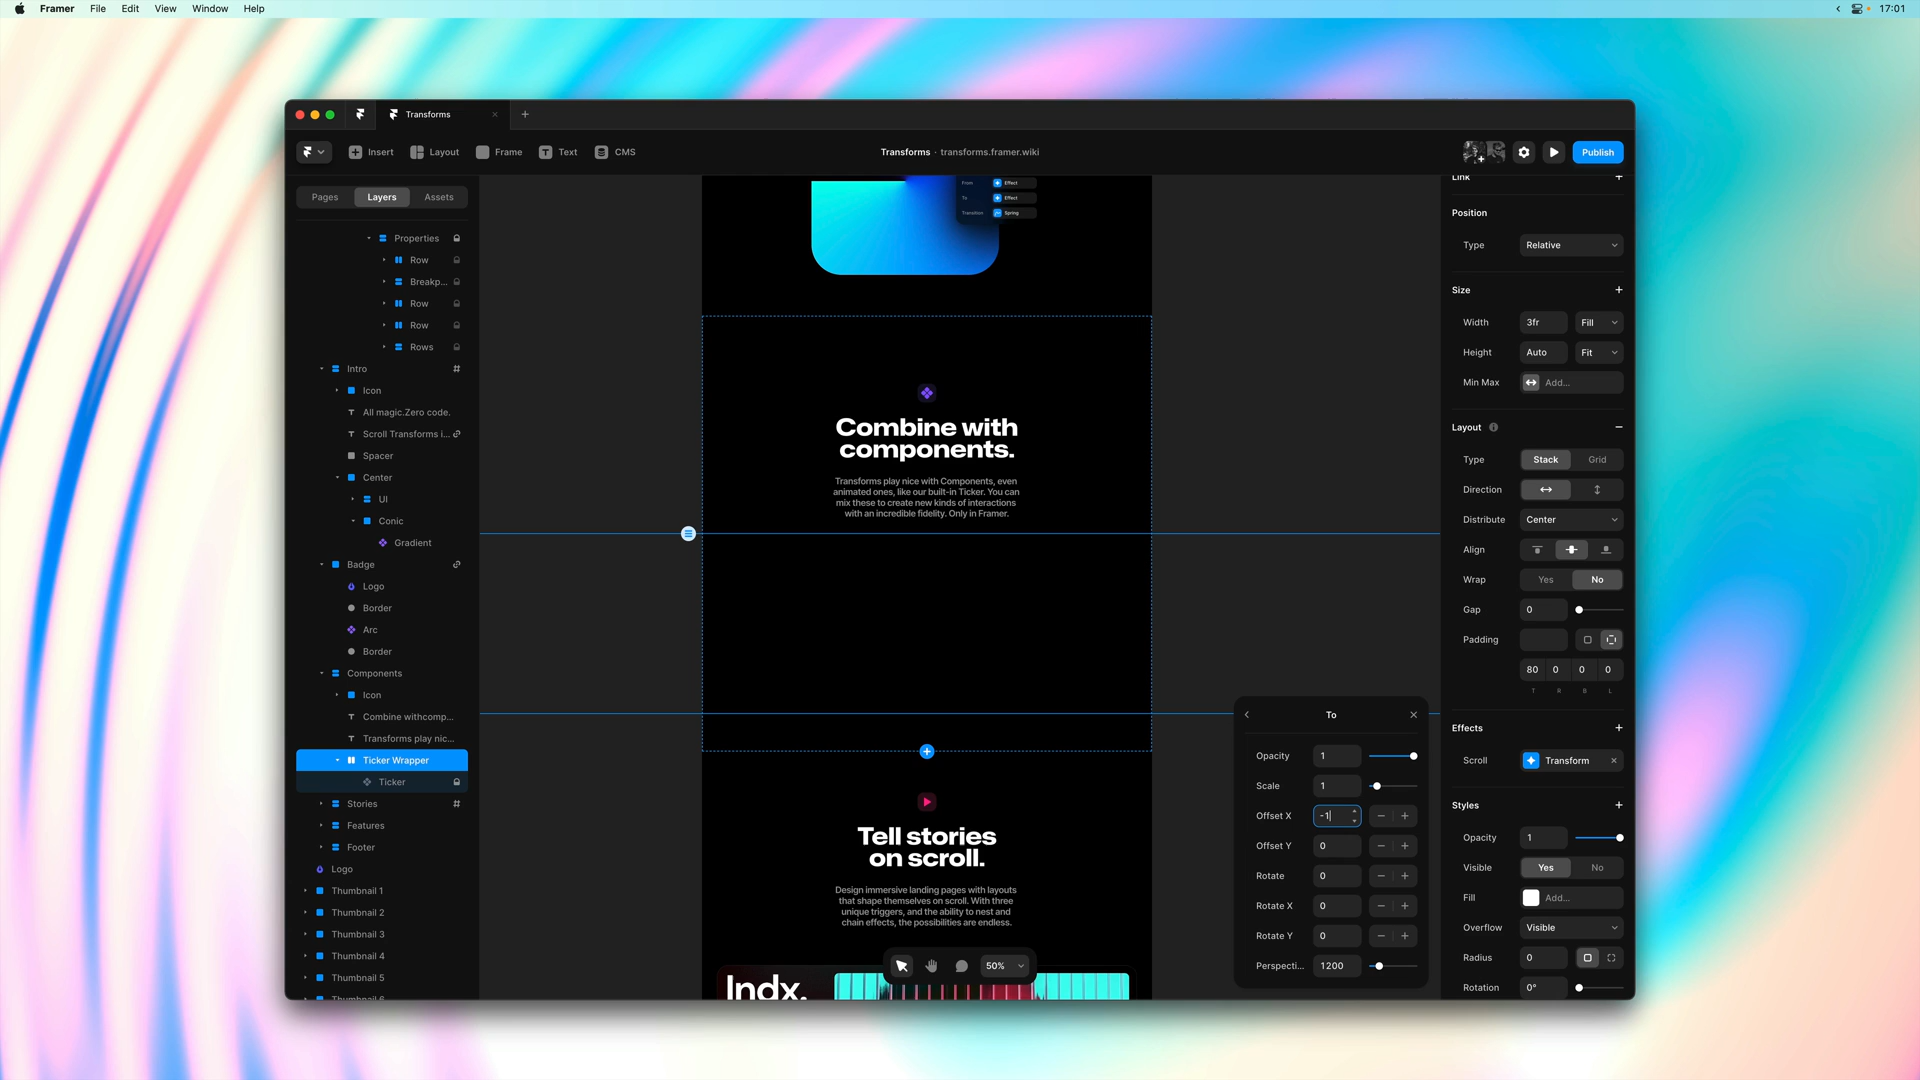 Framer File Edit View Window Help
17:01
Transforms
Insert Layout Frame Text CMS
Transforms · transforms.framer.wiki
Publish
Pages Layers Assets
Properties
Row
Breakp...
Row
Row
Rows
Intro
Icon
All magic.Zero code.
Scroll Transforms i...
Spacer
Center
UI
Conic
Gradient
Badge
Logo
Border
Arc
Border
Components
Icon
Combine withcomp...
Transforms play nic...
Ticker Wrapper
Ticker
Stories
Features
Footer
Logo
Thumbnail 1
Thumbnail 2
Thumbnail 3
Thumbnail 4
Thumbnail 5
Thumbnail 6
From Effect
To Effect
Transition Spring
Combine with
components.
Transforms play nice with Components, even
animated ones, like our built-in Ticker. You can
mix these to create new kinds of interactions
with an incredible fidelity. Only in Framer.
Tell stories
on scroll.
Design immersive landing pages with layouts
that shape themselves on scroll. With three
unique triggers, and the ability to nest and
chain effects, the possibilities are endless.
Indx.
50%
To
Opacity 1
Scale 1
Offset X -1
Offset Y 0
Rotate 0
Rotate X 0
Rotate Y 0
Perspecti... 1200
Link
Position
Type Relative
Size
Width 3fr Fill
Height Auto Fit
Min Max Add...
Layout
Type Stack Grid
Direction
Distribute Center
Align
Wrap Yes No
Gap 0
Padding
80 0 0 0
T R B L
Effects
Scroll Transform
Styles
Opacity 1
Visible Yes No
Fill Add...
Overflow Visible
Radius 0
Rotation 0°